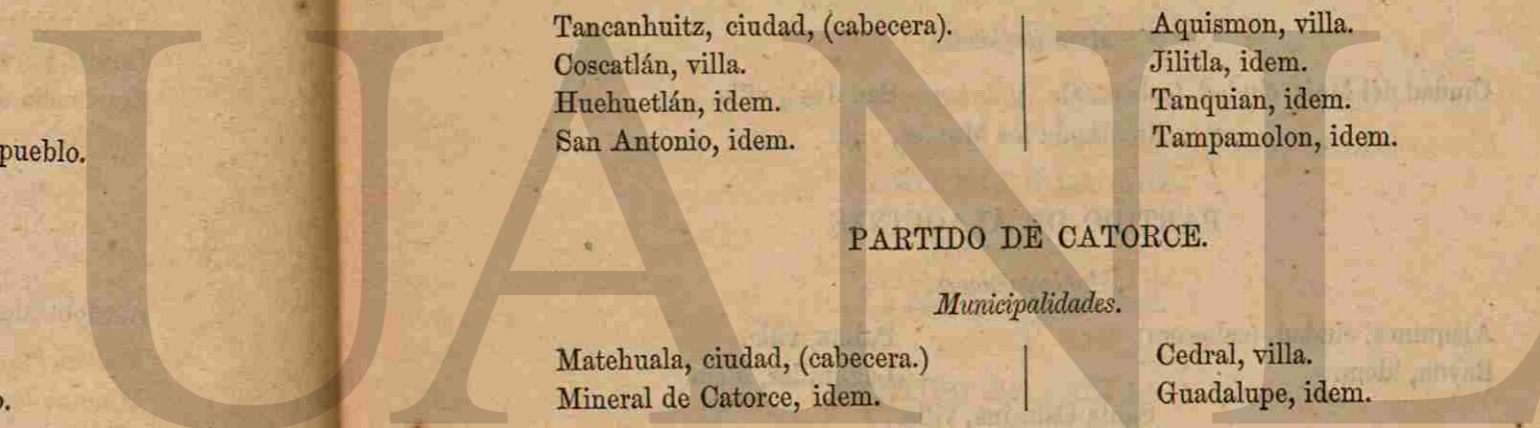 pueblo.
o.
Tancanhuitz, ciudad, (cabecera).
Coscatlán, villa.
Huehuetlán, idem.
San Antonio, idem.
Aquismon, villa.
Jilitla, idem.
Tanquian, idem.
Tampamolon, idem.
PARTIDO DE CATORCE.
Municipalidades.
Matehuala, ciudad, (cabecera.)
Mineral de Catorce, idem.
Cedral, villa.
Guadalupe, idem.
UANL